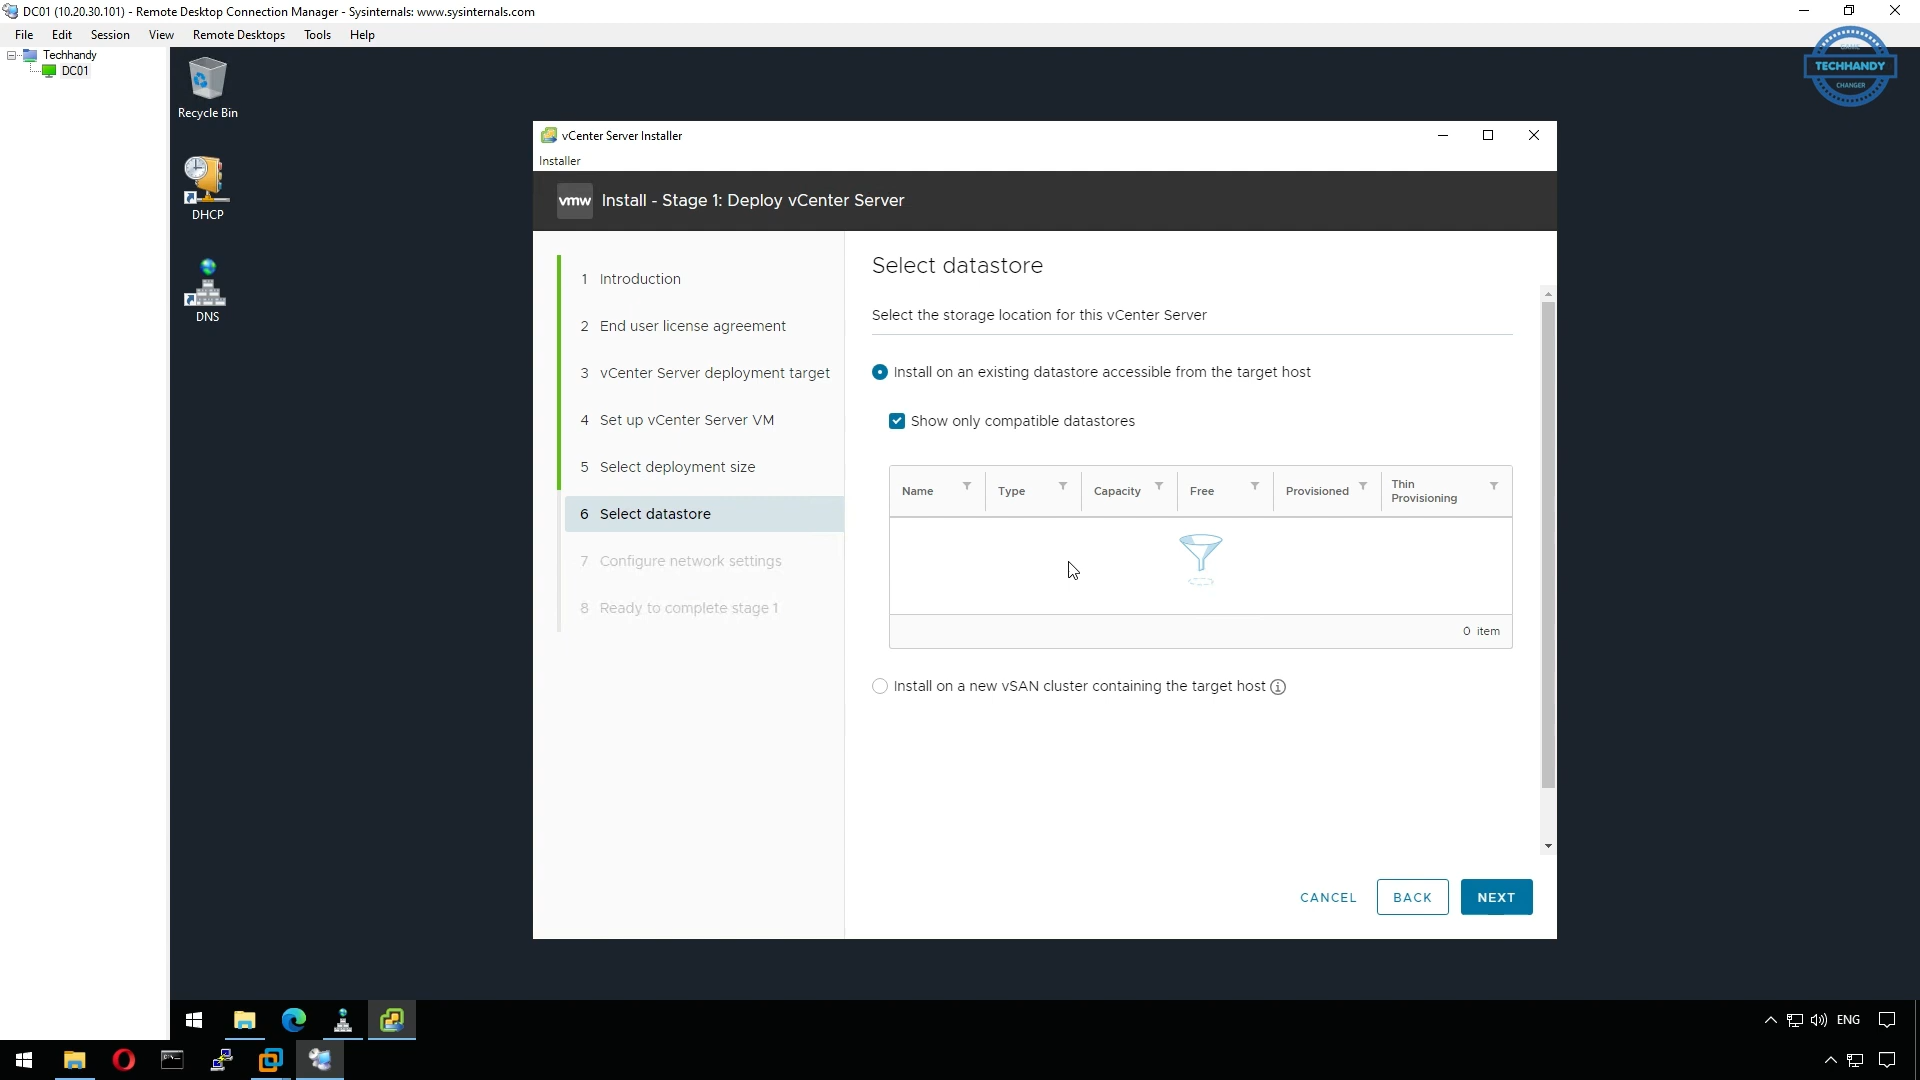 DC01 (10.20.30.101) - Remote Desktop Connection Manager - Sysinternals: www.sysinternals.com
File Edit Session View Remote Desktops Tools Help
Techhandy
DC01
TECHHANDY
CHANGER
Recycle Bin
DHCP
DNS
vCenter Server Installer
Installer
vmw Install - Stage 1: Deploy vCenter Server
1 Introduction
2 End user license agreement
3 vCenter Server deployment target
4 Set up vCenter Server VM
5 Select deployment size
6 Select datastore
7 Configure network settings
8 Ready to complete stage 1
Select datastore
Select the storage location for this vCenter Server
Install on an existing datastore accessible from the target host
Show only compatible datastores
Name Type Capacity Free Provisioned Thin Provisioning
0 item
Install on a new vSAN cluster containing the target host
CANCEL BACK NEXT
ENG